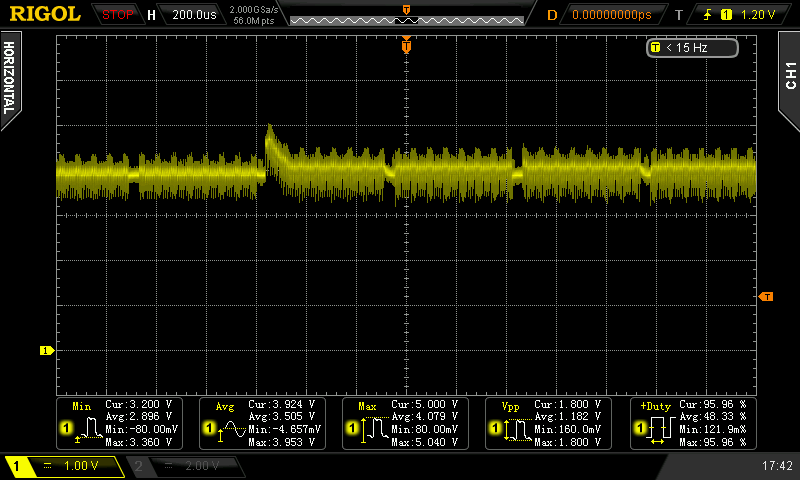 RIGOL STOP H 200.0us 2.000GSa/s 56.0M pts T D 0.00000000ps T 1 1.20 V
HORIZONTAL
T < 15 Hz
CH1
T
T
1
Min Cur:3.200 V
Avg:2.896 V
1 Min:-80.00mV
Max:3.360 V
Avg Cur:3.924 V
Avg:3.505 V
1 Min:-4.657mV
Max:3.953 V
Max Cur:5.000 V
Avg:4.079 V
1 Min:80.00mV
Max:5.040 V
Vpp Cur:1.800 V
Avg:1.182 V
1 Min:160.0mV
Max:1.800 V
+Duty Cur:95.96 %
Avg:48.33 %
1 Min:121.9m%
Max:95.96 %
1 1.00 V 2 2.00 V 17:42